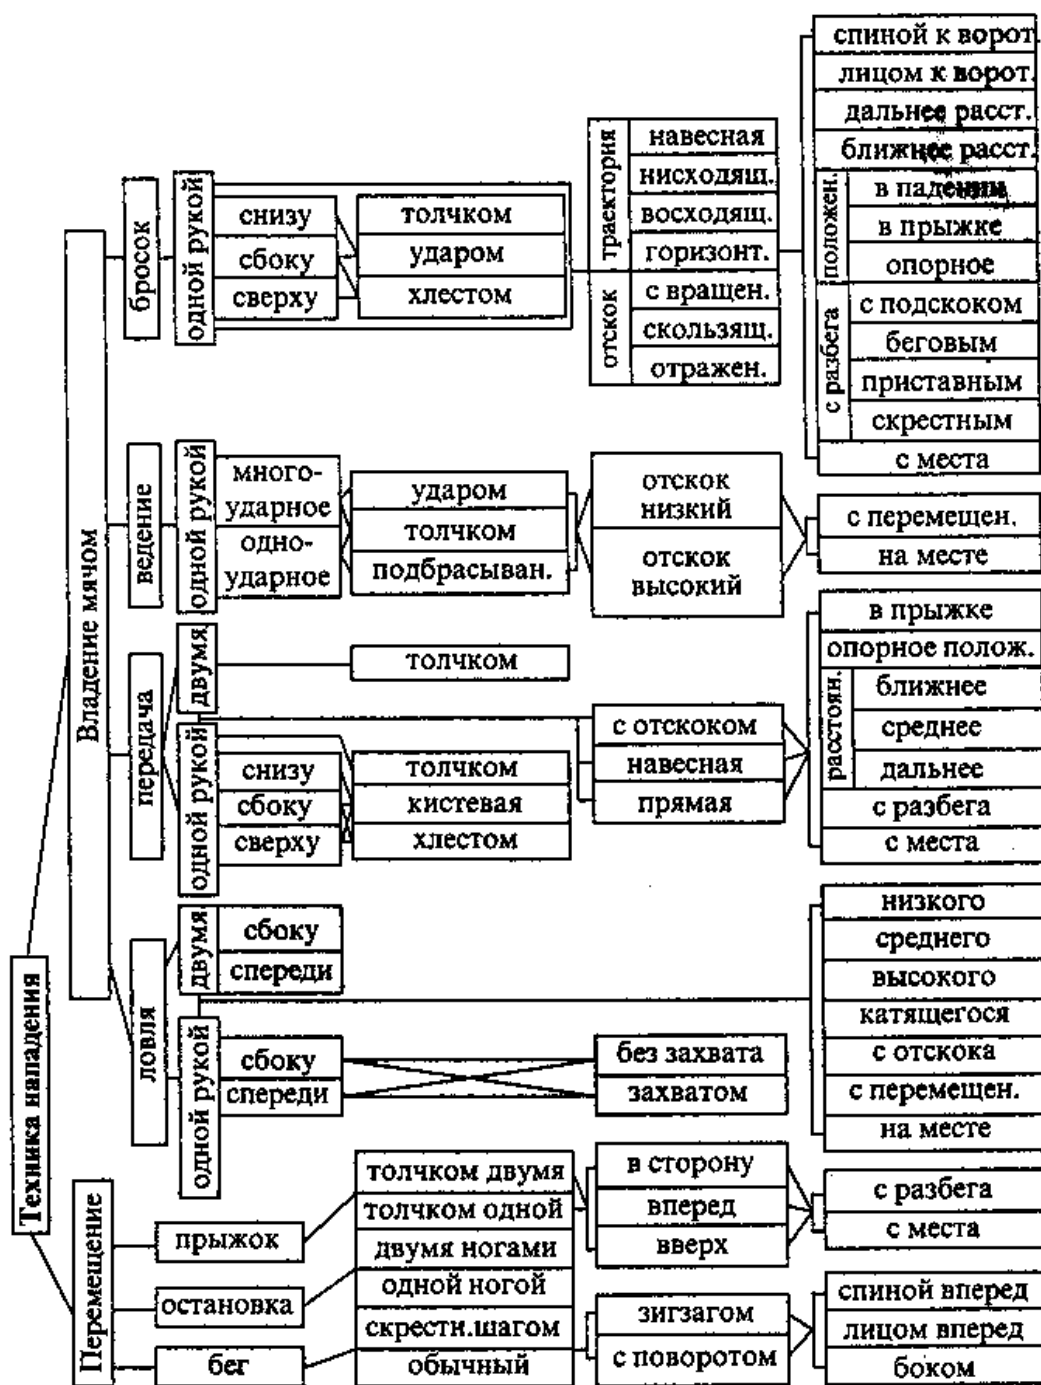 Техника нападения
Владение мячом
Перемещение
бросок
одной рукой
снизу
сбоку
сверху
толчком
ударом
хлестом
траектория
навесная
нисходящ.
восходящ.
горизонт.
отскок
с вращен.
скользящ.
отражен.
спиной к ворот.
лицом к ворот.
дальнее расст.
ближнее расст.
положен.
в падении
в прыжке
опорное
с разбега
с подскоком
беговым
приставным
скрестным
с места
ведение
одной рукой
много-
ударное
одно-
ударное
ударом
толчком
подбрасыван.
отскок
низкий
отскок
высокий
с перемещен.
на месте
передача
двумя
толчком
одной рукой
снизу
сбоку
сверху
толчком
кистевая
хлестом
с отскоком
навесная
прямая
в прыжке
опорное полож.
расстоян.
ближнее
среднее
дальнее
с разбега
с места
ловля
двумя
сбоку
спереди
одной рукой
сбоку
спереди
без захвата
захватом
низкого
среднего
высокого
катящегося
с отскока
с перемещен.
на месте
прыжок
остановка
бег
толчком двумя
толчком одной
двумя ногами
одной ногой
скрестн.шагом
обычный
в сторону
вперед
вверх
с разбега
с места
зигзагом
с поворотом
спиной вперед
лицом вперед
боком